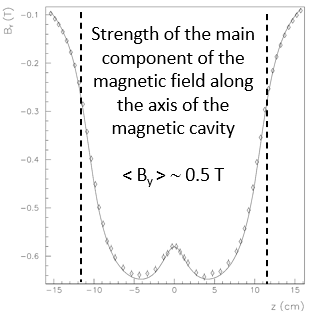 B_y (T)
−0.1
−0.2
−0.3
−0.4
−0.5
−0.6
Strength of the main
component of the
magnetic field along
the axis of the
magnetic cavity
< B_y > ~ 0.5 T
−15 −10 −5 0 5 10 15
z (cm)